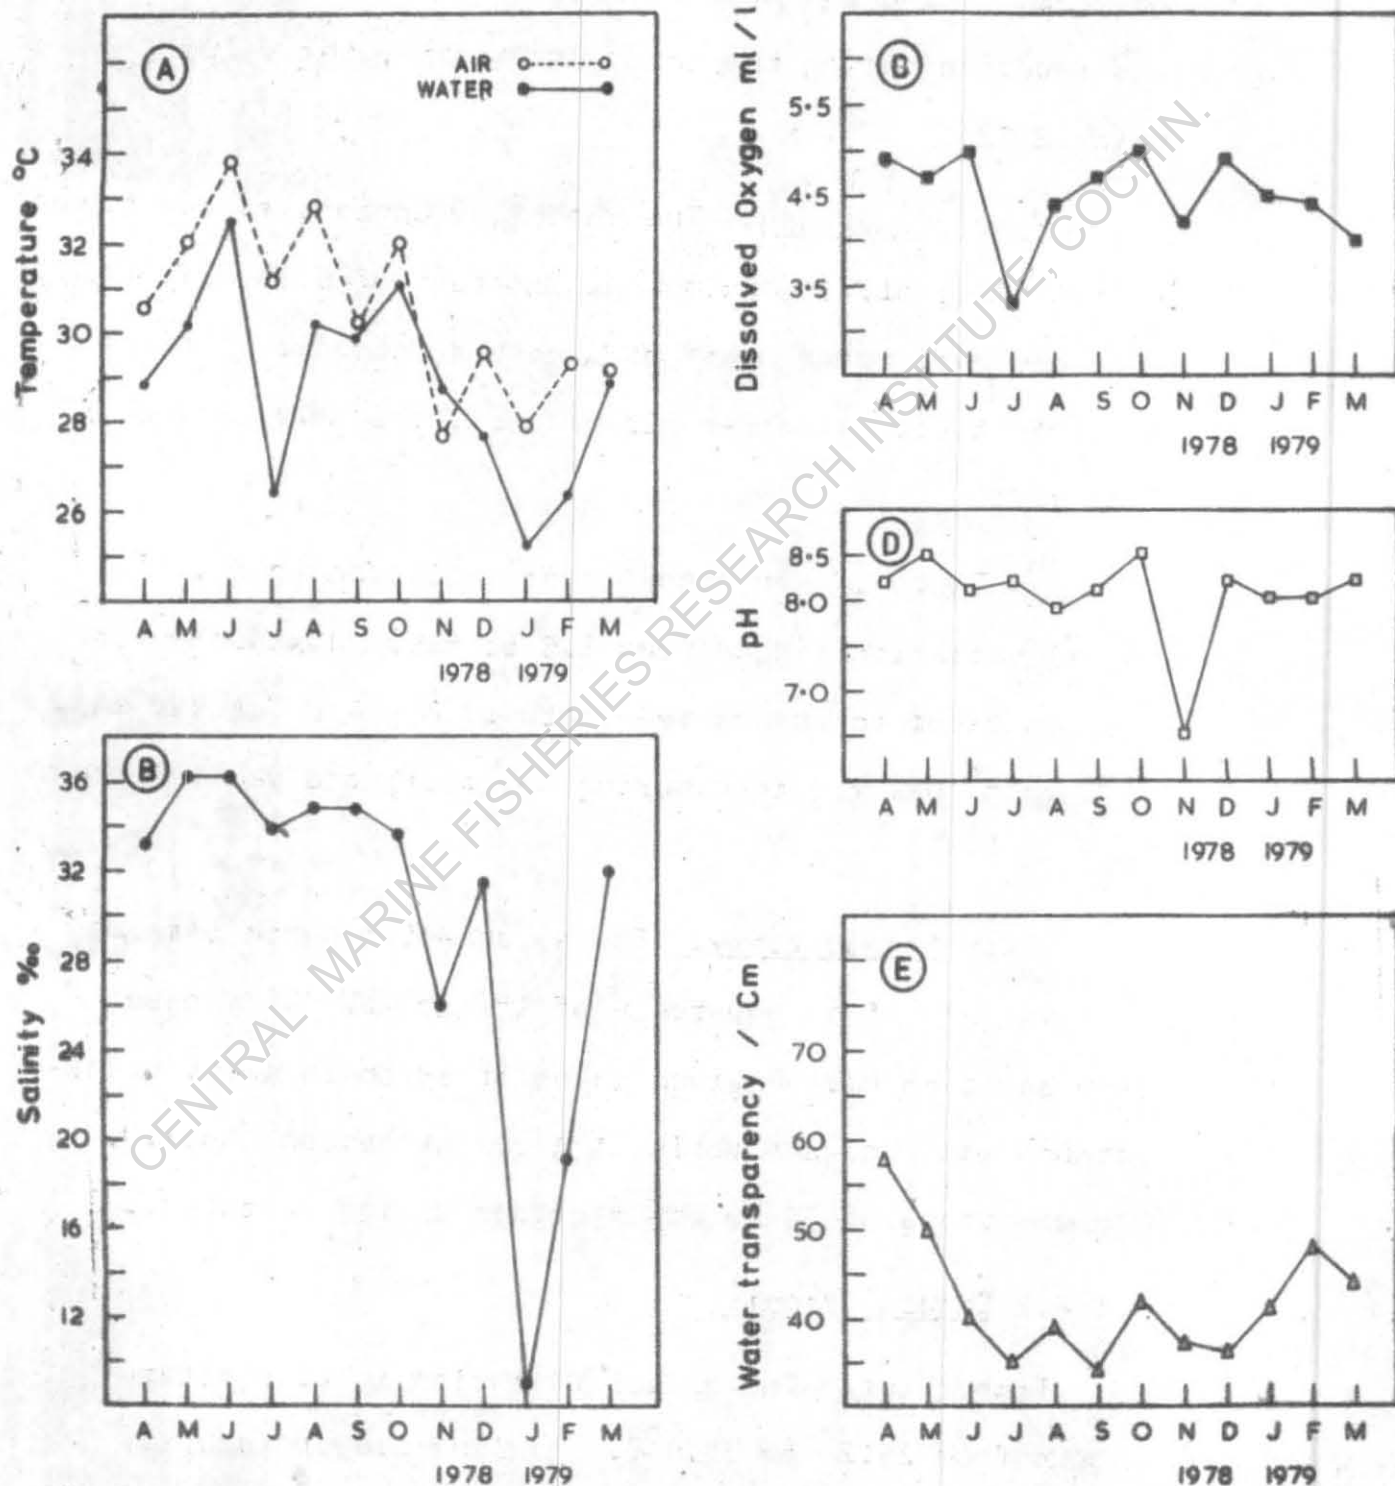 A
AIR
WATER
Temperature °C
34
32
30
28
26
A M J J A S O N D J F M
1978 1979
B
Salinity ‰
36
32
28
24
20
16
12
A M J J A S O N D J F M
1978 1979
Dissolved Oxygen ml/l
5·5
4·5
3·5
A M J J A S O N D J F M
1978 1979
D
pH
8·5
8·0
7·0
A M J J A S O N D J F M
1978 1979
E
Water transparency / Cm
70
60
50
40
A M J J A S O N D J F M
1978 1979
CENTRAL MARINE FISHERIES RESEARCH INSTITUTE, COCHIN.